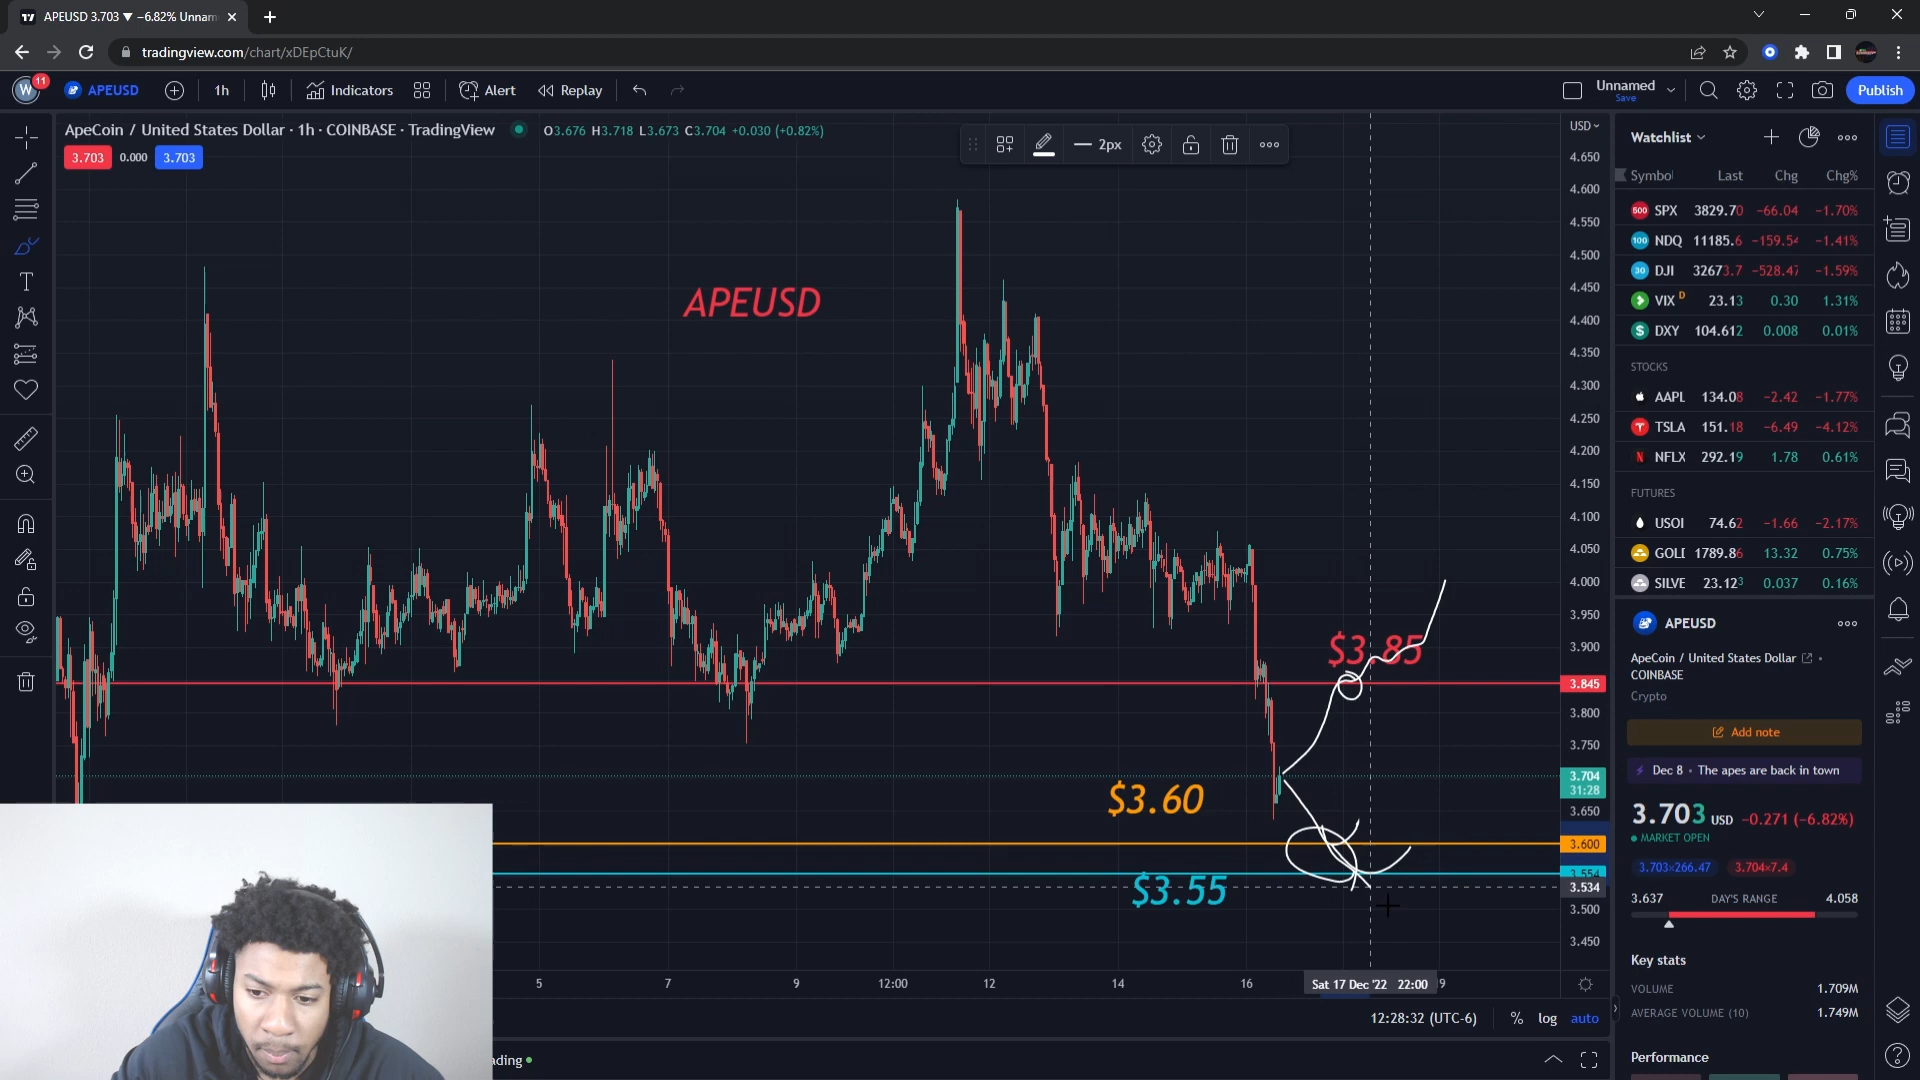 APEUSD 3.703 ▼ −6.82% Unnam
tradingview.com/chart/xDEpCtuK/
W
11
APEUSD
1h
Indicators
Alert
Replay
Unnamed
Save
Publish
ApeCoin / United States Dollar · 1h · COINBASE · TradingView
O3.676 H3.718 L3.673 C3.704 +0.030 (+0.82%)
3.703
0.000
3.703
2px
APEUSD
$3.85
$3.60
$3.55
USD
4.650
4.600
4.550
4.500
4.450
4.400
4.350
4.300
4.250
4.200
4.150
4.100
4.050
4.000
3.950
3.900
3.845
3.800
3.750
3.704
31:28
3.650
3.600
3.554
3.534
3.500
3.450
5
7
9
12:00
12
14
16
Sat 17 Dec '22 22:00
9
12:28:32 (UTC-6)
%
log
auto
ading
Watchlist
Symbol Last Chg Chg%
500 SPX 3829.70 −66.04 −1.70%
100 NDQ 11185.6 −159.54 −1.41%
30 DJI 32673.7 −528.47 −1.59%
VIX D 23.13 0.30 1.31%
DXY 104.612 0.008 0.01%
STOCKS
AAPL 134.08 −2.42 −1.77%
TSLA 151.18 −6.49 −4.12%
NFLX 292.19 1.78 0.61%
FUTURES
USOI 74.62 −1.66 −2.17%
GOLD 1789.86 13.32 0.75%
SILVE 23.123 0.037 0.16%
APEUSD
ApeCoin / United States Dollar
COINBASE
Crypto
Add note
Dec 8 · The apes are back in town
3.703 USD −0.271 (−6.82%)
MARKET OPEN
3.703×266.47
3.704×7.4
3.637 DAY'S RANGE 4.058
Key stats
VOLUME 1.709M
AVERAGE VOLUME (10) 1.749M
Performance